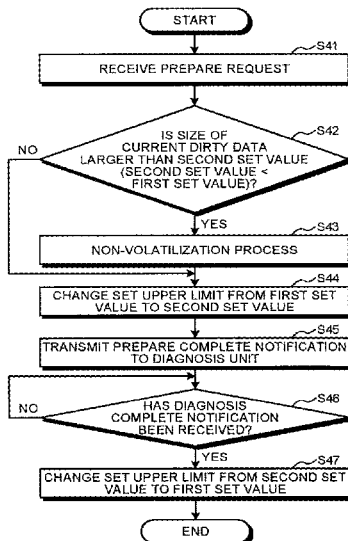 START
S41
RECEIVE PREPARE REQUEST
S42
IS SIZE OF
CURRENT DIRTY DATA
LARGER THAN SECOND SET VALUE
(SECOND SET VALUE <
FIRST SET VALUE)?
NO
YES
S43
NON-VOLATILIZATION PROCESS
S44
CHANGE SET UPPER LIMIT FROM FIRST SET
VALUE TO SECOND SET VALUE
S45
TRANSMIT PREPARE COMPLETE NOTIFICATION
TO DIAGNOSIS UNIT
S46
NO
HAS DIAGNOSIS
COMPLETE NOTIFICATION
BEEN RECEIVED?
YES
S47
CHANGE SET UPPER LIMIT FROM SECOND SET
VALUE TO FIRST SET VALUE
END